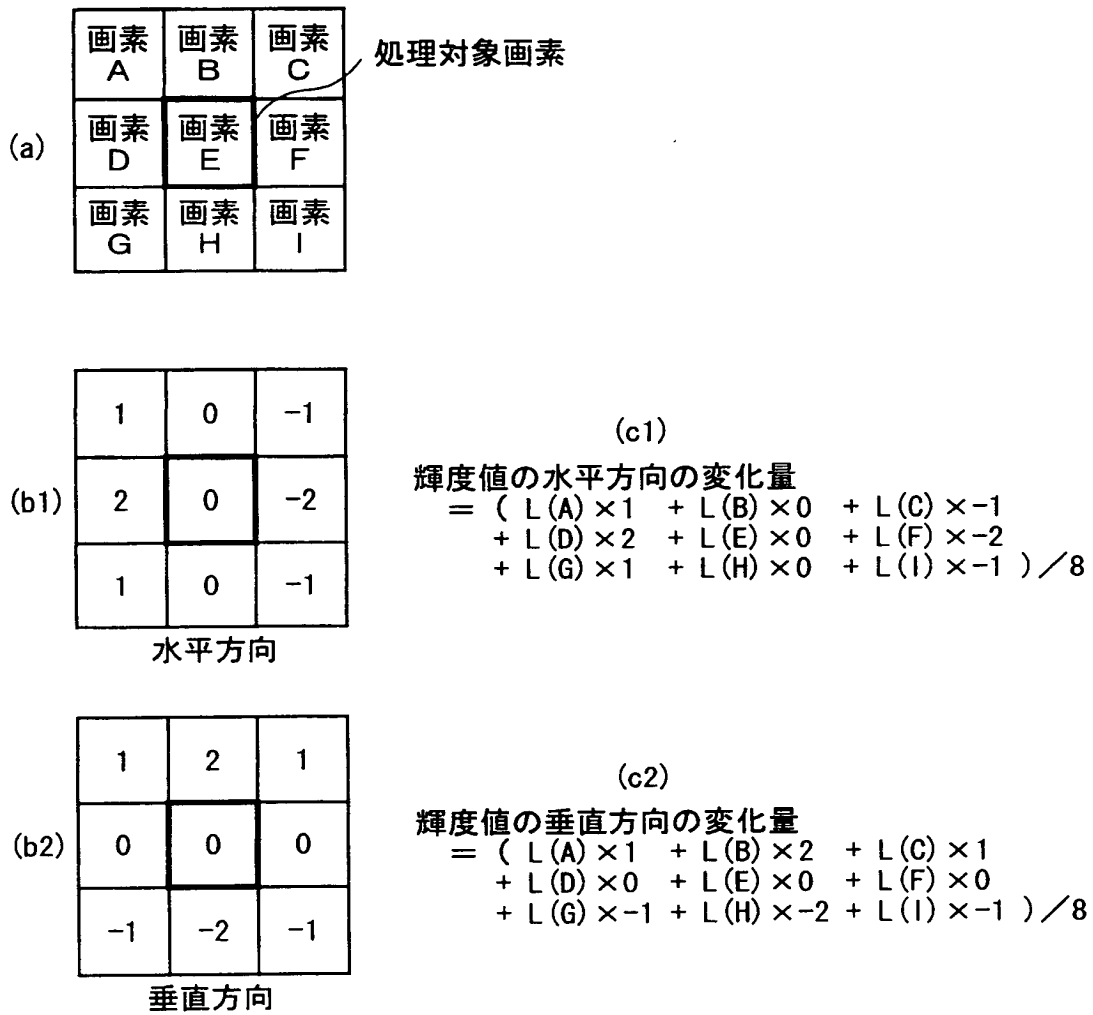 画素 画素 画素
A B C
処理対象画素
(a)
画素 画素 画素
D E F
画素 画素 画素
G H I
1 0 -1
(b1) 2 0 -2
1 0 -1
水平方向
(c1)
輝度値の水平方向の変化量
= ( L(A)×1 + L(B)×0 + L(C)×-1
+ L(D)×2 + L(E)×0 + L(F)×-2
+ L(G)×1 + L(H)×0 + L(I)×-1 )/8
1 2 1
(b2) 0 0 0
-1 -2 -1
垂直方向
(c2)
輝度値の垂直方向の変化量
= ( L(A)×1 + L(B)×2 + L(C)×1
+ L(D)×0 + L(E)×0 + L(F)×0
+ L(G)×-1 + L(H)×-2 + L(I)×-1 )/8